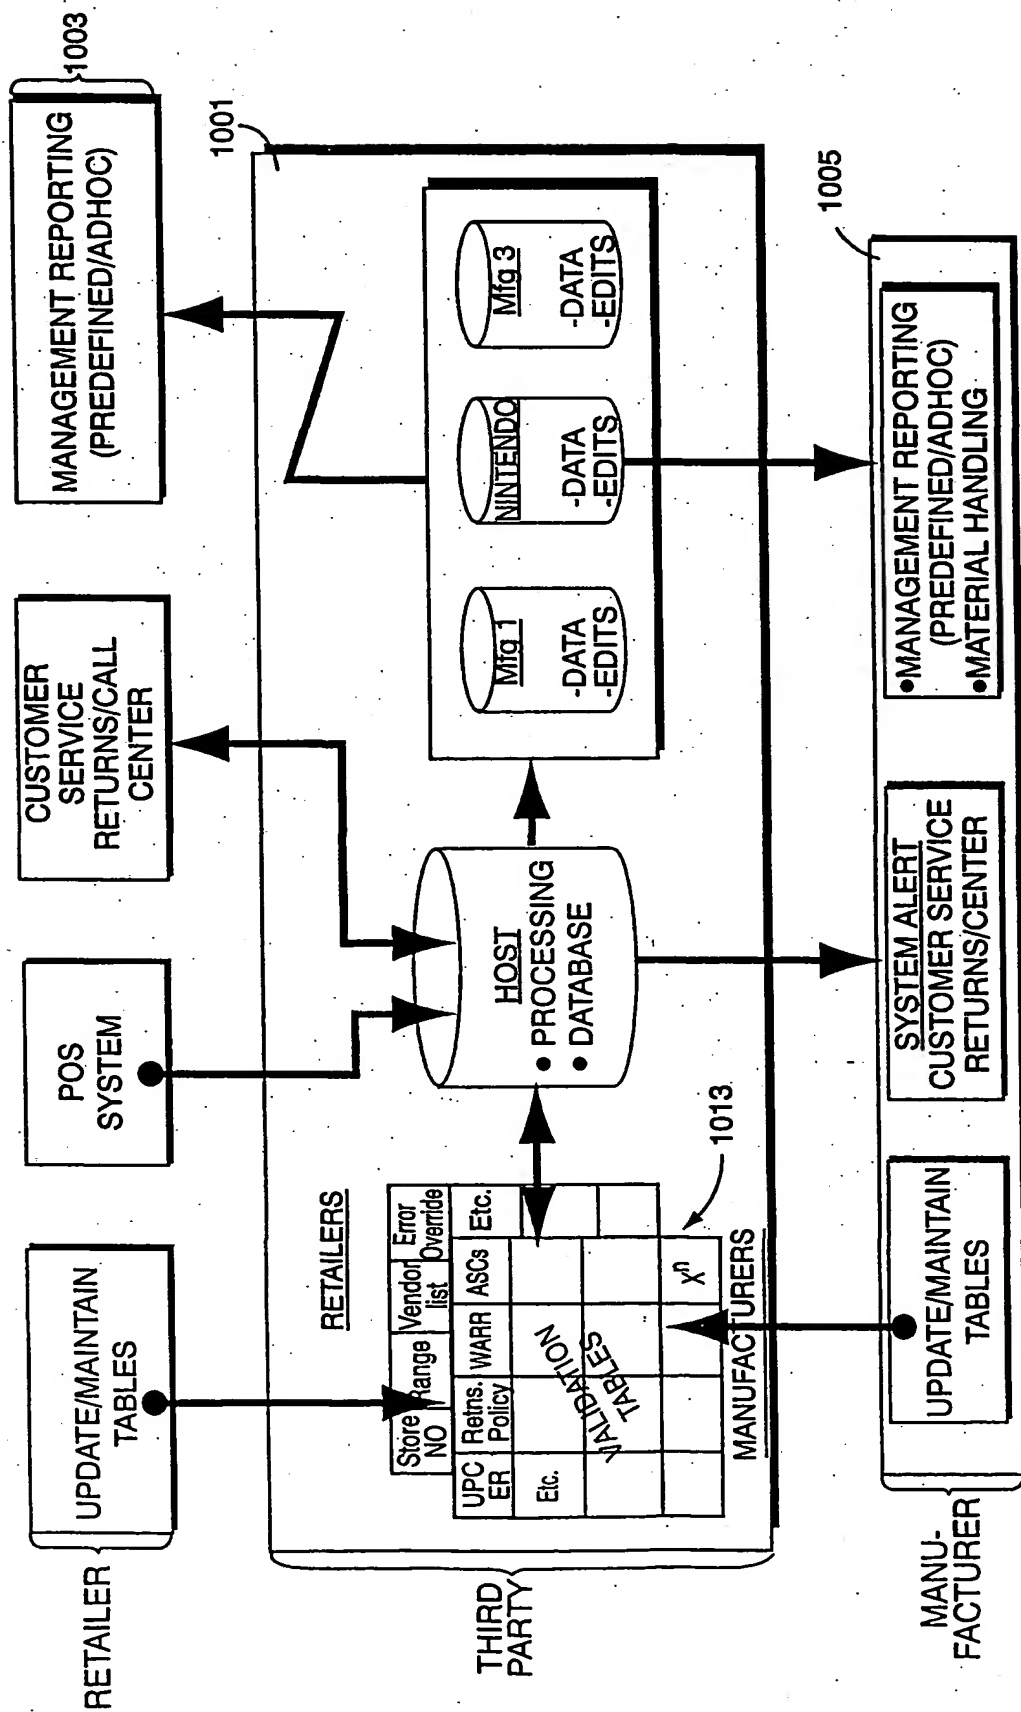 RETAILER
UPDATE/MAINTAIN
TABLES
POS
SYSTEM
CUSTOMER
SERVICE
RETURNS/CALL
CENTER
MANAGEMENT REPORTING
(PREDEFINED/ADHOC)
1003
THIRD
PARTY
1001
RETAILERS
Store
NO
Range
Vendor
list
Error
Override
UPC
ER
Retns.
Policy
WARR
ASCs
Etc.
Etc.
VALIDATION
TABLES
Xn
MANUFACTURERS
1013
HOST
• PROCESSING
• DATABASE
Mfg 1
-DATA
-EDITS
NINTENDO
-DATA
-EDITS
Mfg 3
-DATA
-EDITS
MANU-
FACTURER
1005
UPDATE/MAINTAIN
TABLES
SYSTEM ALERT
CUSTOMER SERVICE
RETURNS/CENTER
•MANAGEMENT REPORTING
(PREDEFINED/ADHOC)
•MATERIAL HANDLING